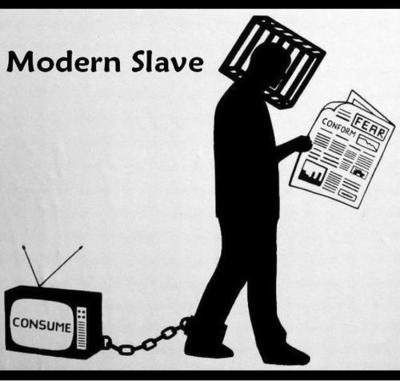 Modern Slave
FEAR
CONFORM
CONSUME